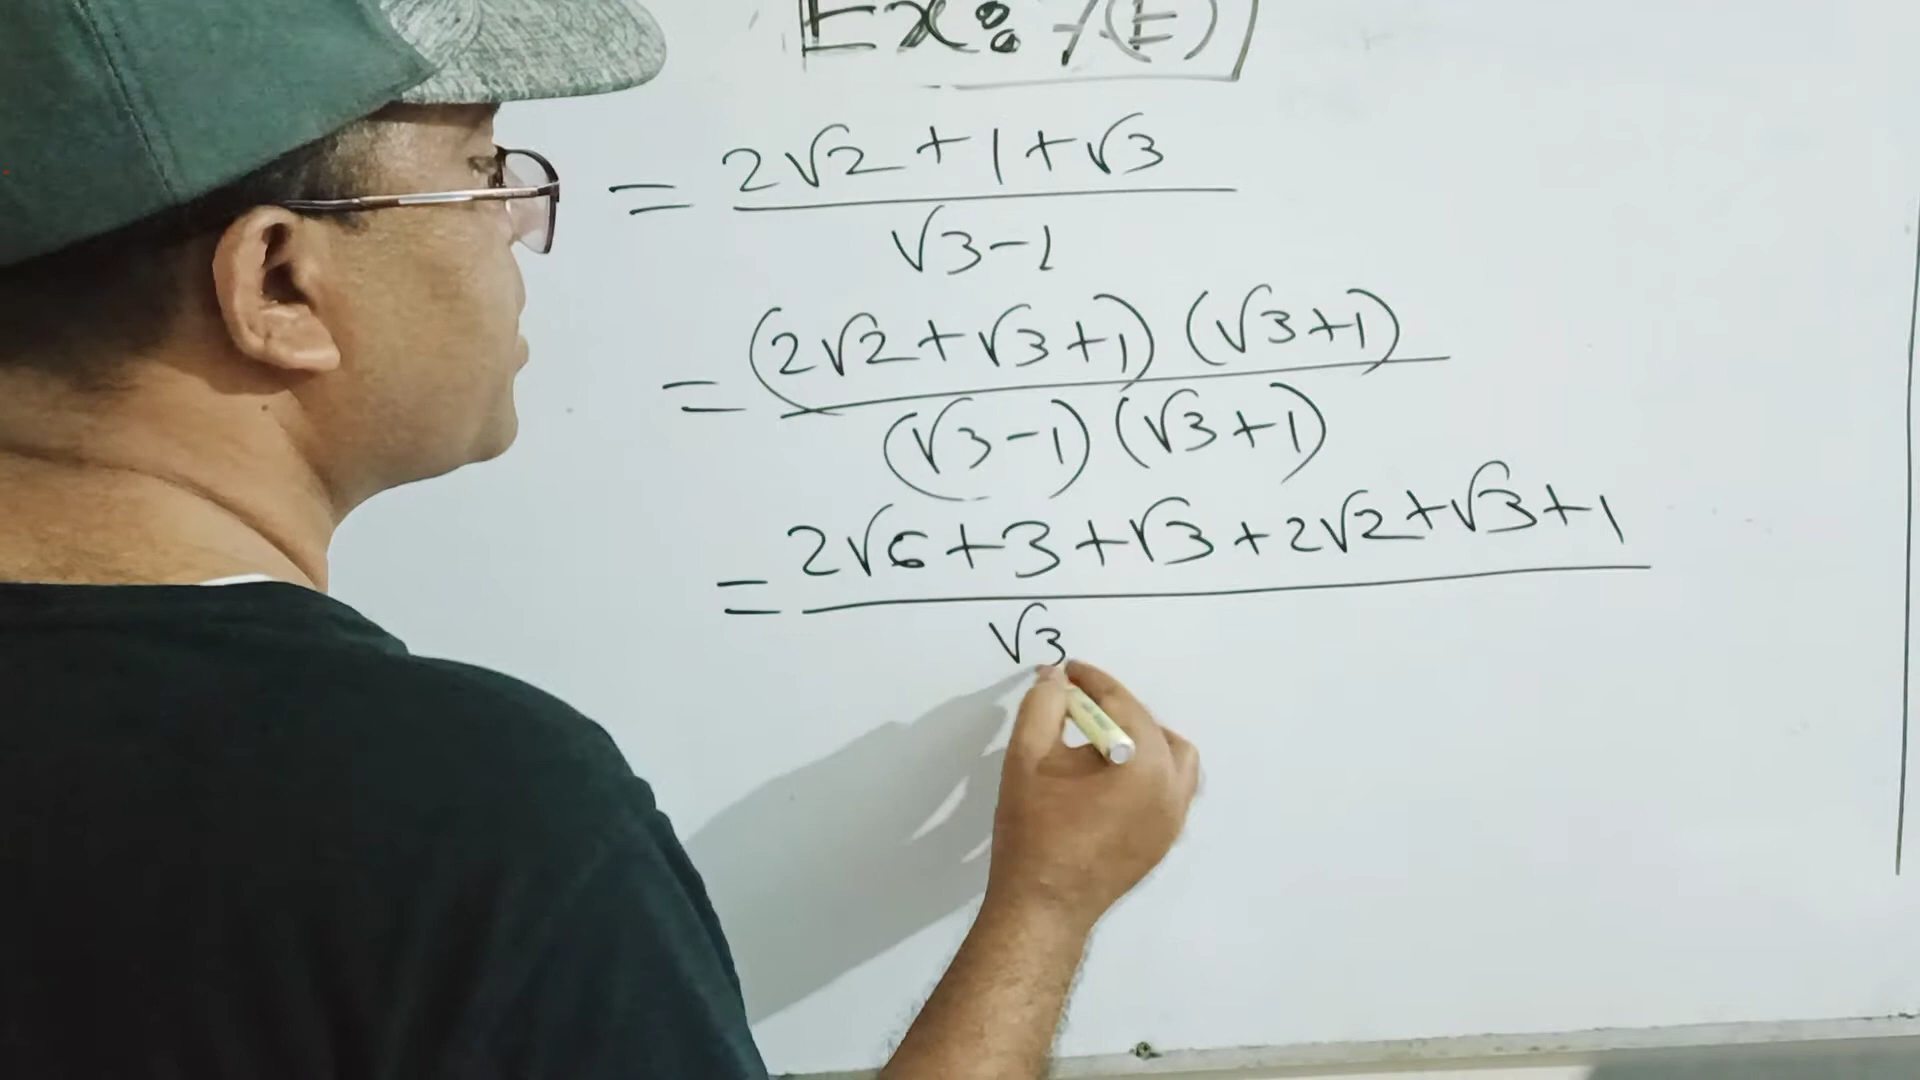 Ex: 7(E)
= 2√2 + 1 + √3
√3 - 1
= (2√2 + √3 + 1) (√3 + 1)
(√3 - 1) (√3 + 1)
= 2√6 + 3 + √3 + 2√2 + √3 + 1
√3